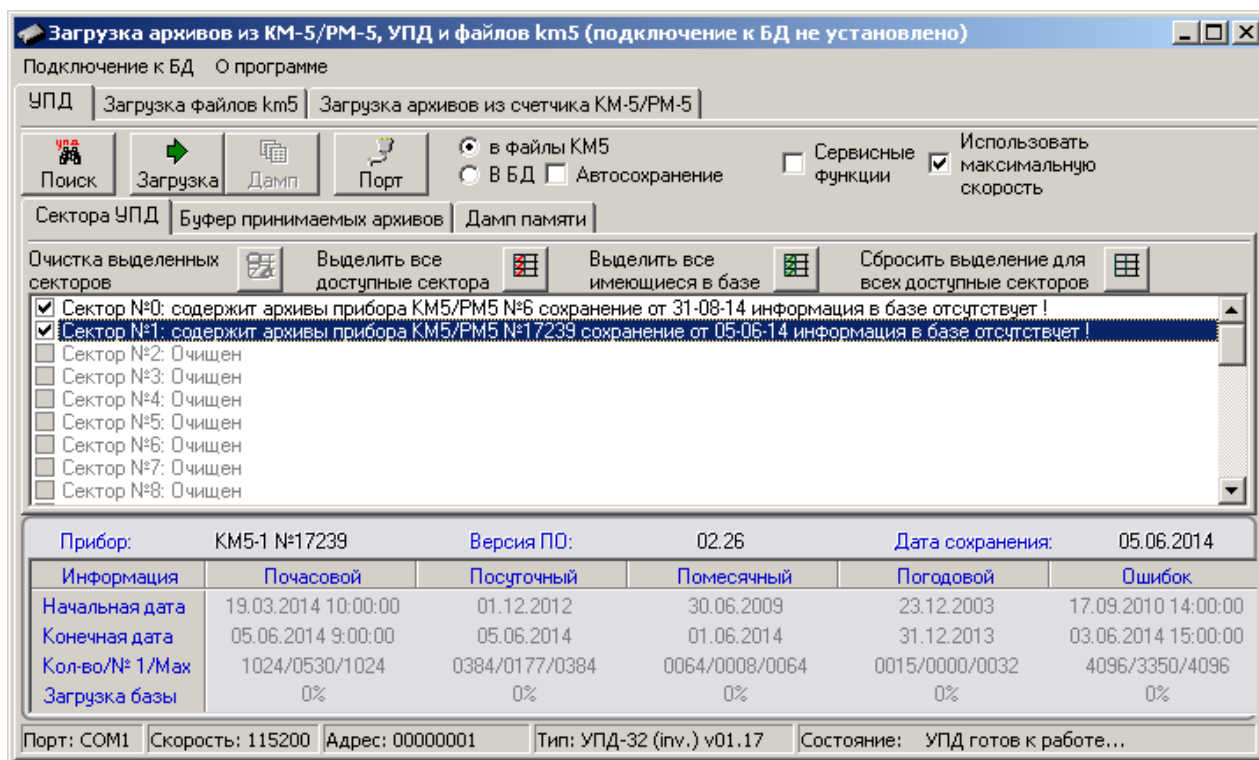 Загрузка архивов из КМ-5/РМ-5, УПД и файлов km5 (подключение к БД не установлено)
Подключение к БД О программе
УПД Загрузка файлов km5 Загрузка архивов из счетчика КМ-5/РМ-5
упд
Поиск Загрузка Дамп Порт
в файлы КМ5
В БД Автосохранение
Сервисные
функции
Использовать
максимальную
скорость
Сектора УПД Буфер принимаемых архивов Дамп памяти
Очистка выделенных
секторов
Выделить все
доступные сектора
Выделить все
имеющиеся в базе
Сбросить выделение для
всех доступные секторов
Сектор №0: содержит архивы прибора КМ5/РМ5 №6 сохранение от 31-08-14 информация в базе отсутствует !
Сектор №1: содержит архивы прибора КМ5/РМ5 №17239 сохранение от 05-06-14 информация в базе отсутствует !
Сектор №2: Очищен
Сектор №3: Очищен
Сектор №4: Очищен
Сектор №5: Очищен
Сектор №6: Очищен
Сектор №7: Очищен
Сектор №8: Очищен
Прибор: КМ5-1 №17239 Версия ПО: 02.26 Дата сохранения: 05.06.2014
Информация Почасовой Посуточный Помесячный Погодовой Ошибок
Начальная дата 19.03.2014 10:00:00 01.12.2012 30.06.2009 23.12.2003 17.09.2010 14:00:00
Конечная дата 05.06.2014 9:00:00 05.06.2014 01.06.2014 31.12.2013 03.06.2014 15:00:00
Кол-во/№ 1/Max 1024/0530/1024 0384/0177/0384 0064/0008/0064 0015/0000/0032 4096/3350/4096
Загрузка базы 0% 0% 0% 0% 0%
Порт: COM1 Скорость: 115200 Адрес: 00000001 Тип: УПД-32 (inv.) v01.17 Состояние: УПД готов к работе...